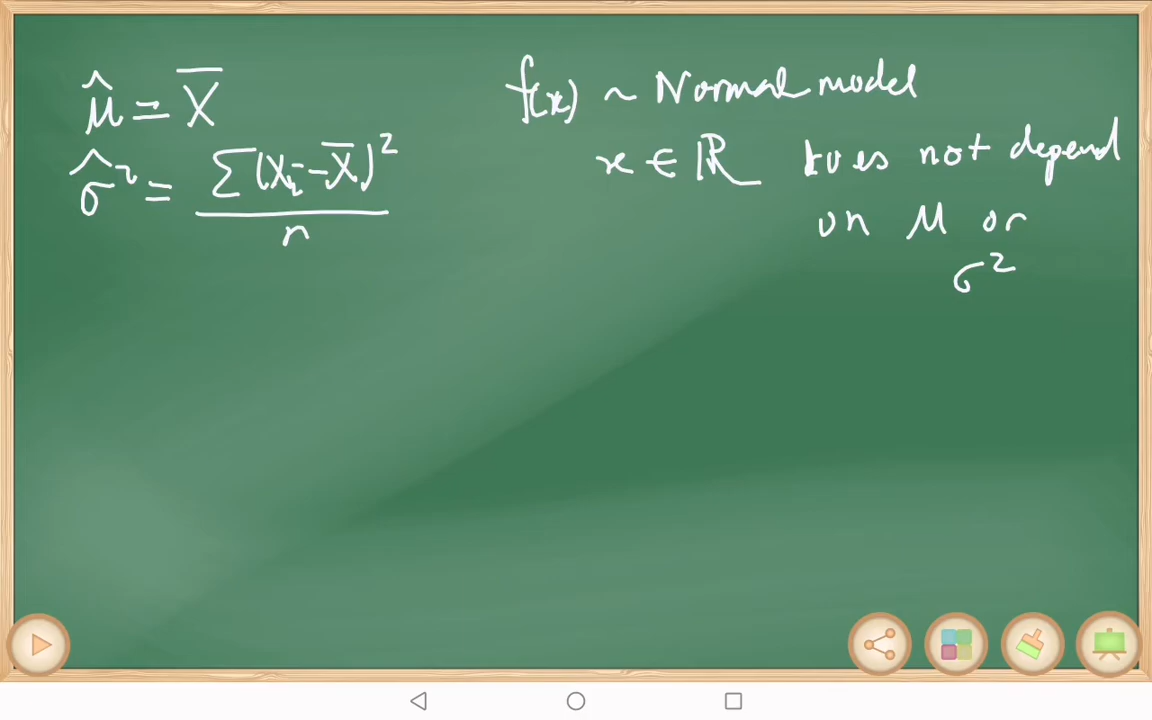 μ̂ = X̄
σ̂² = Σ(Xᵢ - X̄)² / n
f(x) ~ Normal model
x ∈ ℝ does not depend
on μ or
σ²